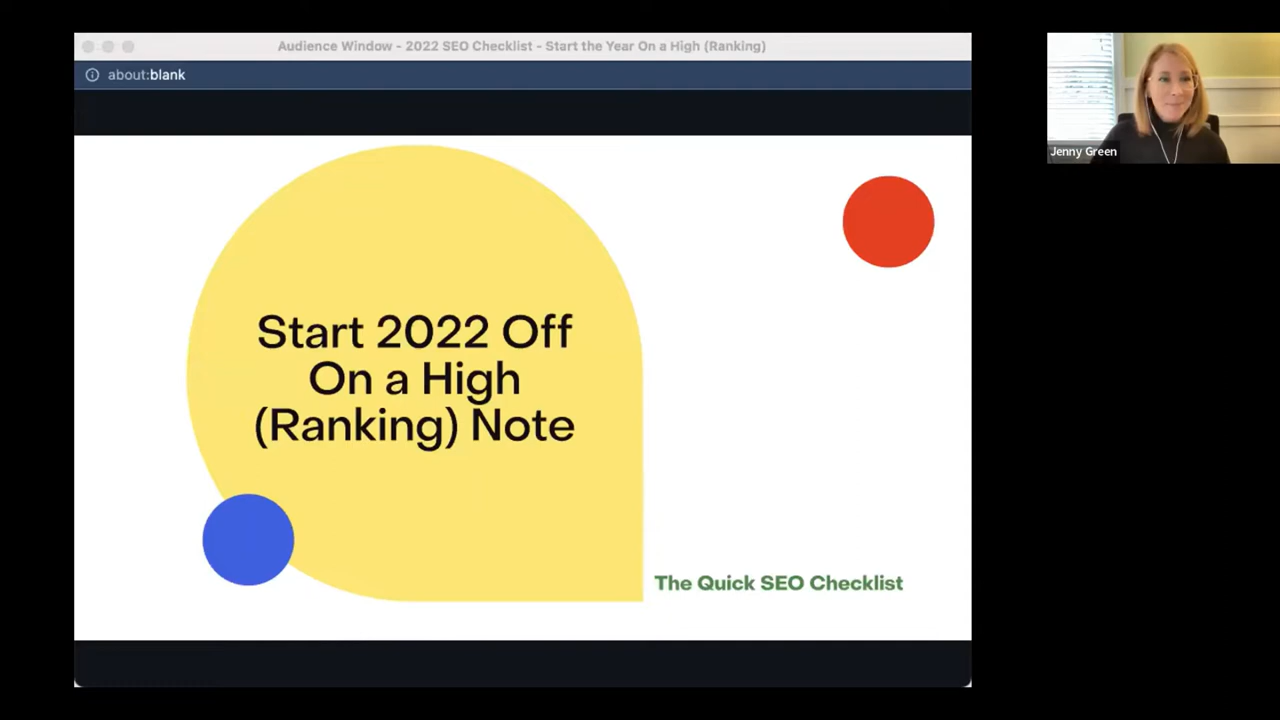 Audience Window - 2022 SEO Checklist - Start the Year On a High (Ranking)
about:blank
Jenny Green
Start 2022 Off
On a High
(Ranking) Note
The Quick SEO Checklist